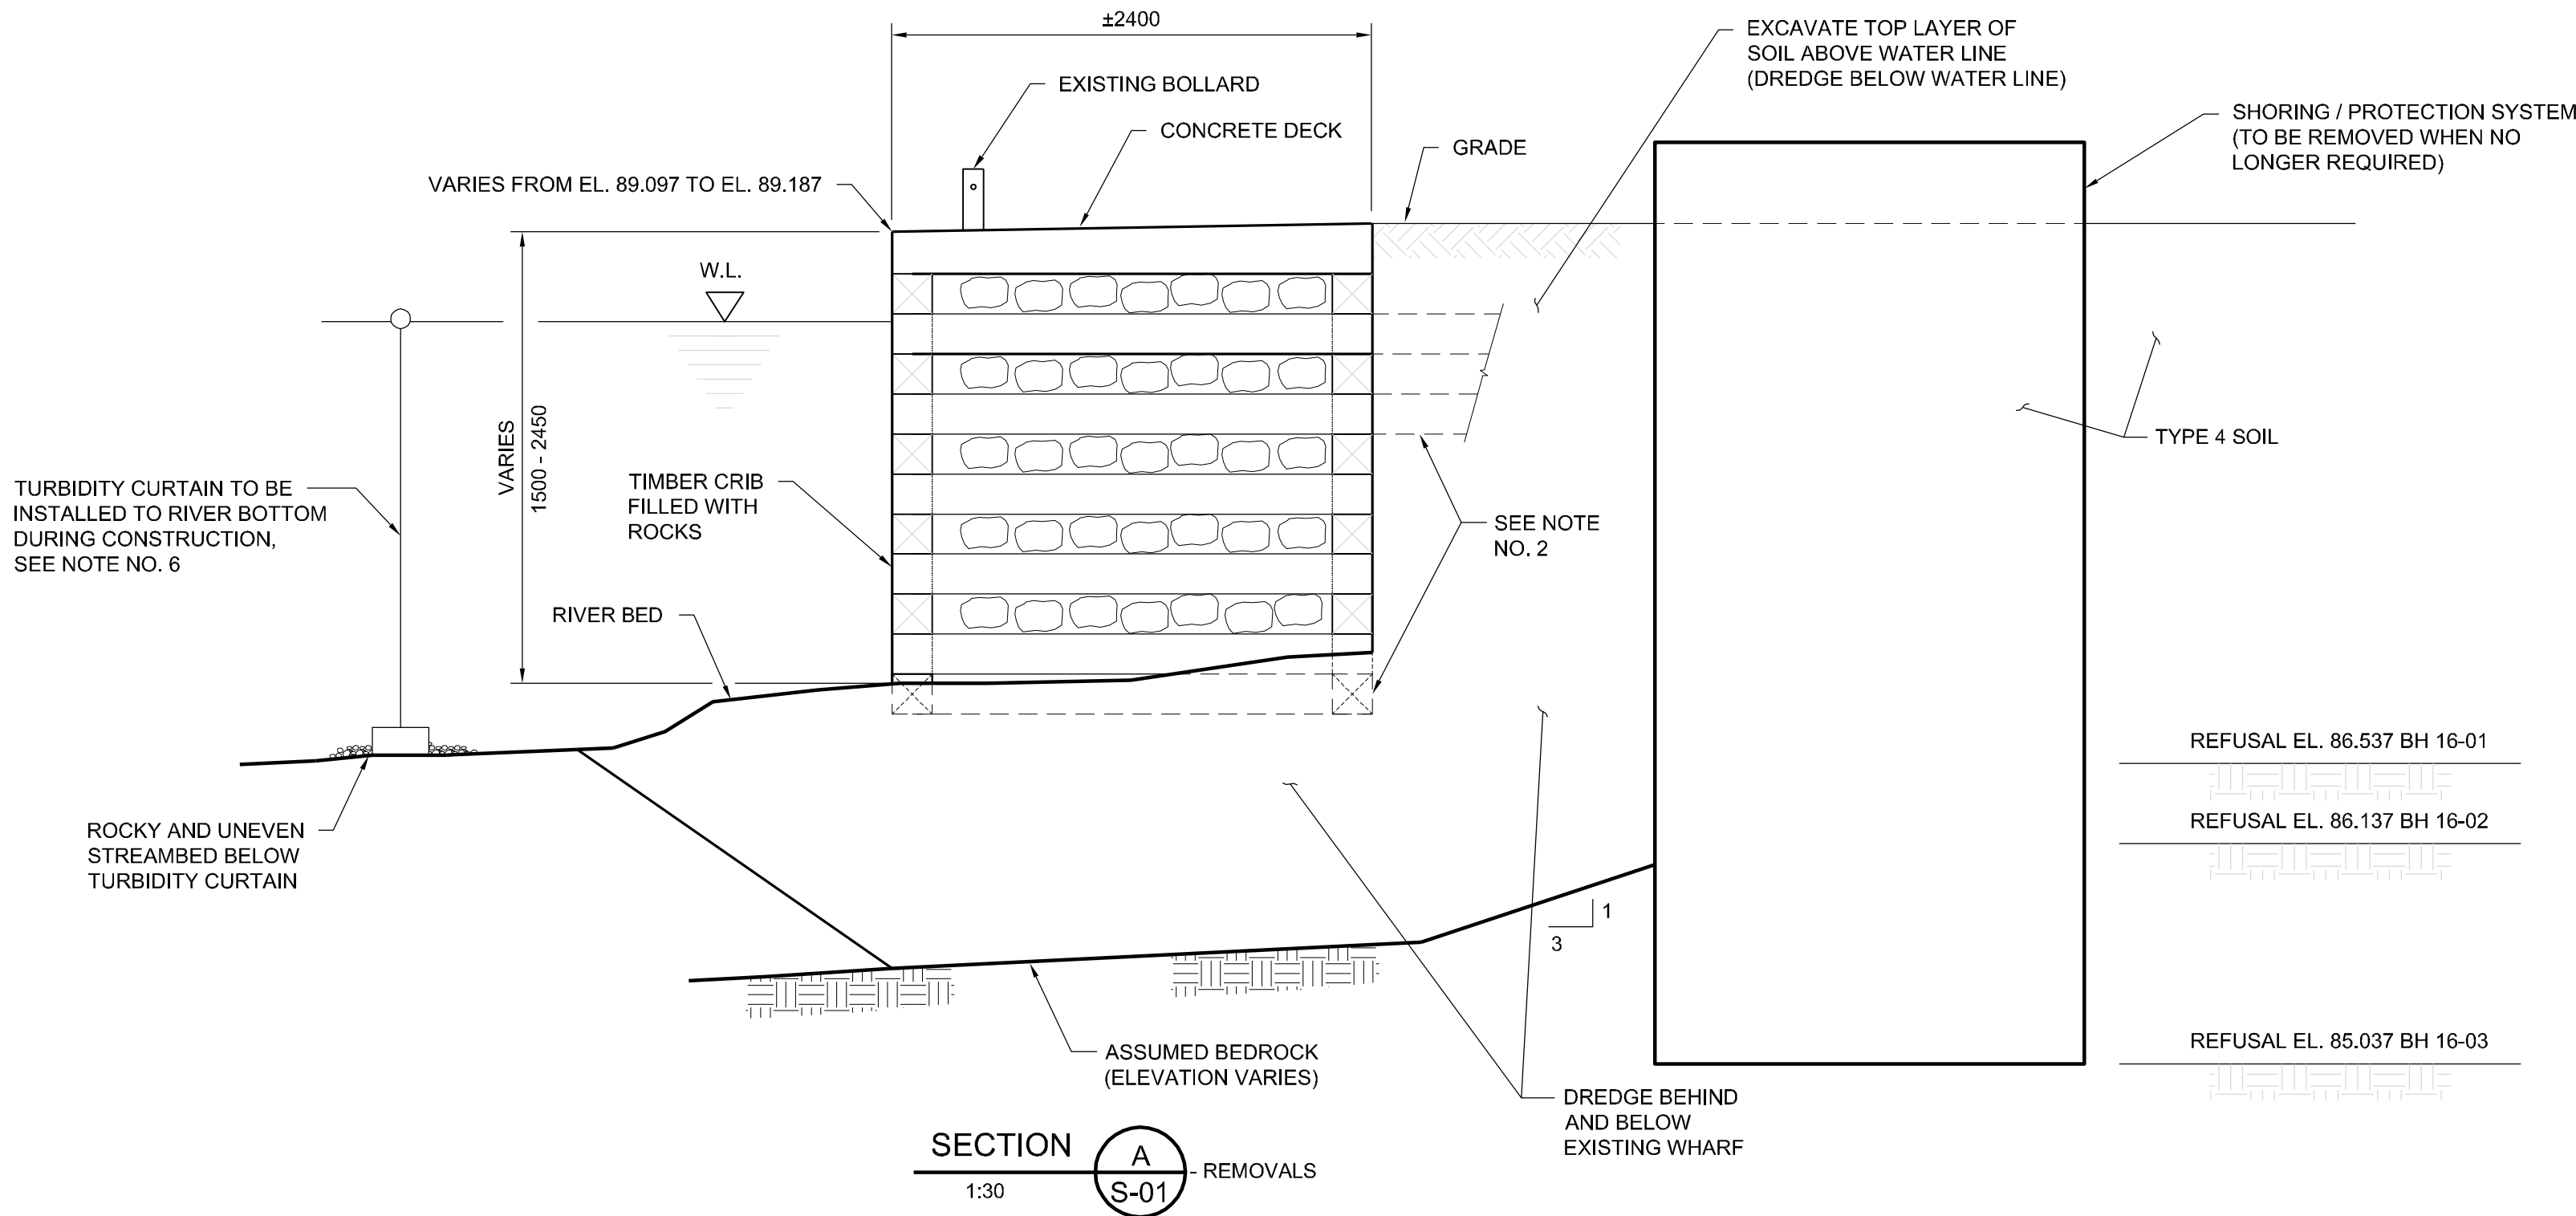 ±2400
EXCAVATE TOP LAYER OF
SOIL ABOVE WATER LINE
(DREDGE BELOW WATER LINE)
EXISTING BOLLARD
CONCRETE DECK
SHORING / PROTECTION SYSTEM
(TO BE REMOVED WHEN NO
LONGER REQUIRED)
GRADE
VARIES FROM EL. 89.097 TO EL. 89.187
W.L.
VARIES
1500 - 2450
TYPE 4 SOIL
TURBIDITY CURTAIN TO BE
INSTALLED TO RIVER BOTTOM
DURING CONSTRUCTION,
SEE NOTE NO. 6
TIMBER CRIB
FILLED WITH
ROCKS
SEE NOTE
NO. 2
RIVER BED
REFUSAL EL. 86.537 BH 16-01
REFUSAL EL. 86.137 BH 16-02
ROCKY AND UNEVEN
STREAMBED BELOW
TURBIDITY CURTAIN
1
3
REFUSAL EL. 85.037 BH 16-03
ASSUMED BEDROCK
(ELEVATION VARIES)
DREDGE BEHIND
AND BELOW
EXISTING WHARF
SECTION
A
- REMOVALS
1:30
S-01